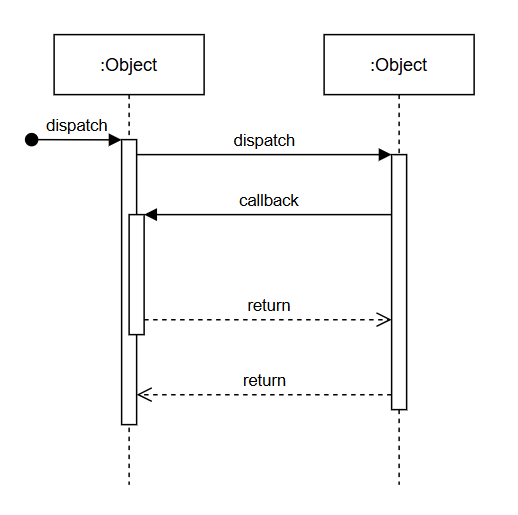 :Object
:Object
dispatch
dispatch
callback
return
return